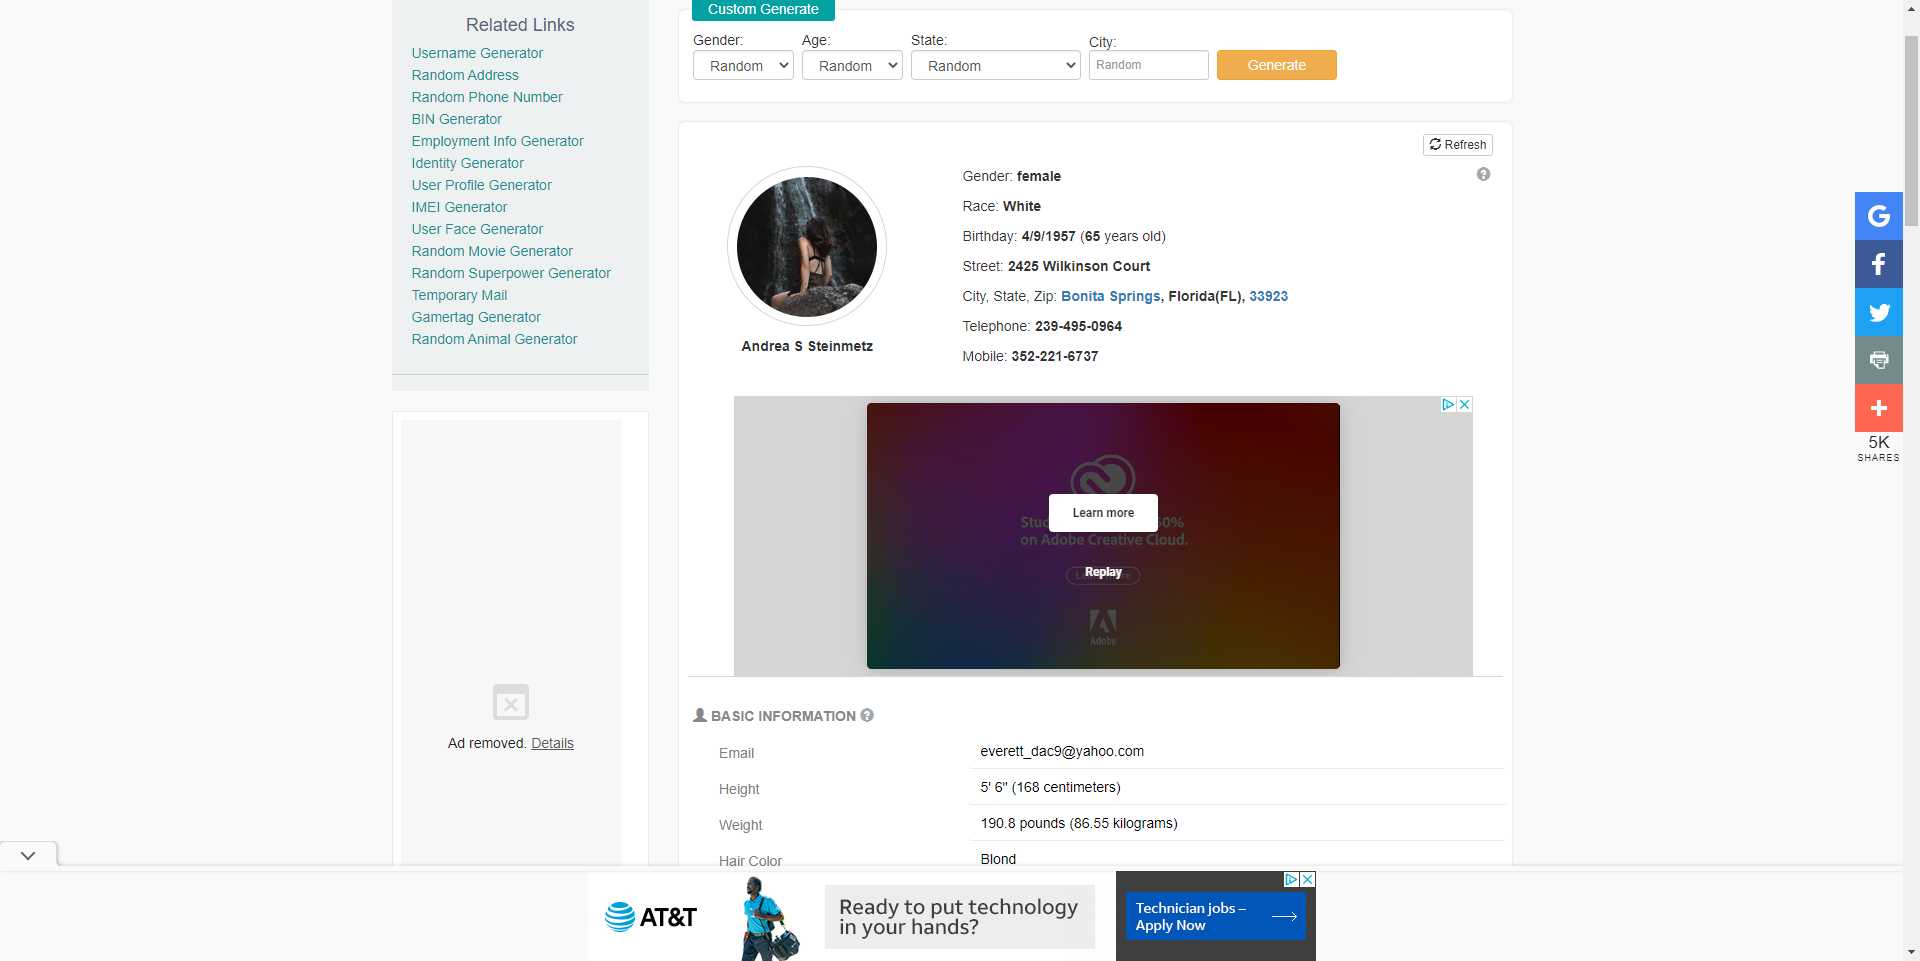 Related Links
Username Generator
Random Address
Random Phone Number
BIN Generator
Employment Info Generator
Identity Generator
User Profile Generator
IMEI Generator
User Face Generator
Random Movie Generator
Random Superpower Generator
Temporary Mail
Gamertag Generator
Random Animal Generator
Ad removed. Details
Custom Generate
Gender: Age: State: City:
Random Random Random Random Generate
Refresh
Andrea S Steinmetz
Gender: female
Race: White
Birthday: 4/9/1957 (65 years old)
Street: 2425 Wilkinson Court
City, State, Zip: Bonita Springs, Florida(FL), 33923
Telephone: 239-495-0964
Mobile: 352-221-6737
Learn more
on Adobe Creative Cloud.
Replay
Adobe
BASIC INFORMATION
Email everett_dac9@yahoo.com
Height 5' 6" (168 centimeters)
Weight 190.8 pounds (86.55 kilograms)
Hair Color Blond
G
f
5K
SHARES
AT&T
Ready to put technology
in your hands?
Technician jobs –
Apply Now